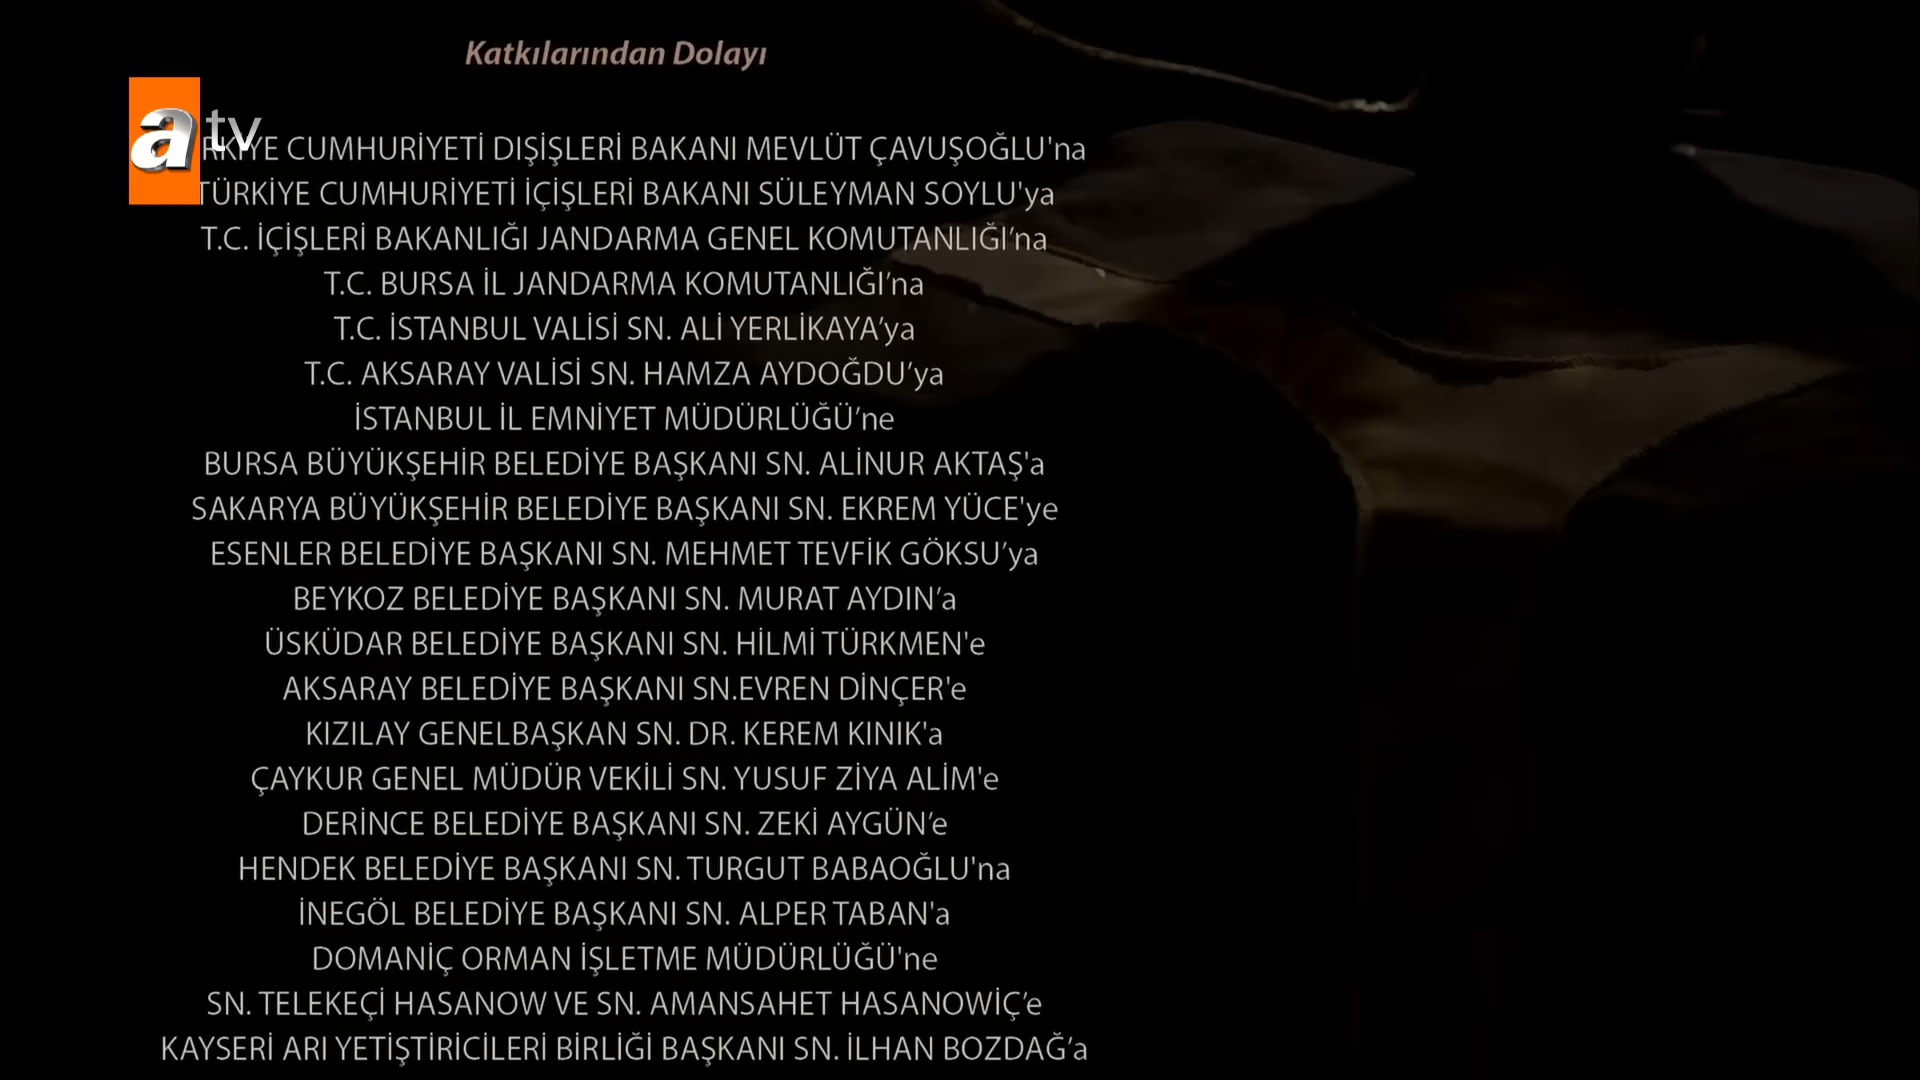 Katkılarından Dolayı
atv
CUMHURİYETİ DIŞİŞLERİ BAKANI MEVLÜT ÇAVUŞOĞLU'na
TÜRKİYE CUMHURİYETİ İÇİŞLERİ BAKANI SÜLEYMAN SOYLU'ya
T.C. İÇİŞLERİ BAKANLIĞI JANDARMA GENEL KOMUTANLIĞI’na
T.C. BURSA İL JANDARMA KOMUTANLIĞI’na
T.C. İSTANBUL VALİSİ SN. ALİ YERLİKAYA’ya
T.C. AKSARAY VALİSİ SN. HAMZA AYDOĞDU’ya
İSTANBUL İL EMNİYET MÜDÜRLÜĞÜ’ne
BURSA BÜYÜKŞEHİR BELEDİYE BAŞKANI SN. ALİNUR AKTAŞ'a
SAKARYA BÜYÜKŞEHİR BELEDİYE BAŞKANI SN. EKREM YÜCE'ye
ESENLER BELEDİYE BAŞKANI SN. MEHMET TEVFİK GÖKSU’ya
BEYKOZ BELEDİYE BAŞKANI SN. MURAT AYDIN’a
ÜSKÜDAR BELEDİYE BAŞKANI SN. HİLMİ TÜRKMEN'e
AKSARAY BELEDİYE BAŞKANI SN.EVREN DİNÇER'e
KIZILAY GENELBAŞKAN SN. DR. KEREM KINIK'a
ÇAYKUR GENEL MÜDÜR VEKİLİ SN. YUSUF ZİYA ALİM'e
DERİNCE BELEDİYE BAŞKANI SN. ZEKİ AYGÜN’e
HENDEK BELEDİYE BAŞKANI SN. TURGUT BABAOĞLU'na
İNEGÖL BELEDİYE BAŞKANI SN. ALPER TABAN'a
DOMANİÇ ORMAN İŞLETME MÜDÜRLÜĞÜ'ne
SN. TELEKEÇİ HASANOW VE SN. AMANSAHET HASANOWİÇ’e
KAYSERİ ARI YETİŞTİRİCİLERİ BİRLİĞİ BAŞKANI SN. İLHAN BOZDAĞ’a